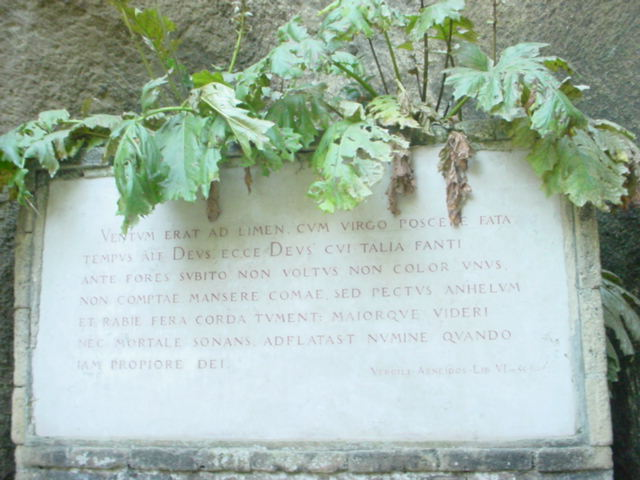 VENTVM ERAT AD LIMEN, CVM VIRGO POSCERE FATA
TEMPVS AIT DEVS, ECCE DEVS CVI TALIA FANTI
ANTE FORES SVBITO NON VOLTVS NON COLOR VNVS,
NON COMPTAE MANSERE COMAE, SED PECTVS ANHELVM
ET RABIE FERA CORDA TVMENT: MAIORQVE VIDERI
NEC MORTALE SONANS, ADFLATAST NVMINE QVANDO
IAM PROPIORE DEI.
VERGILI-AENEIDOS-LIB VI